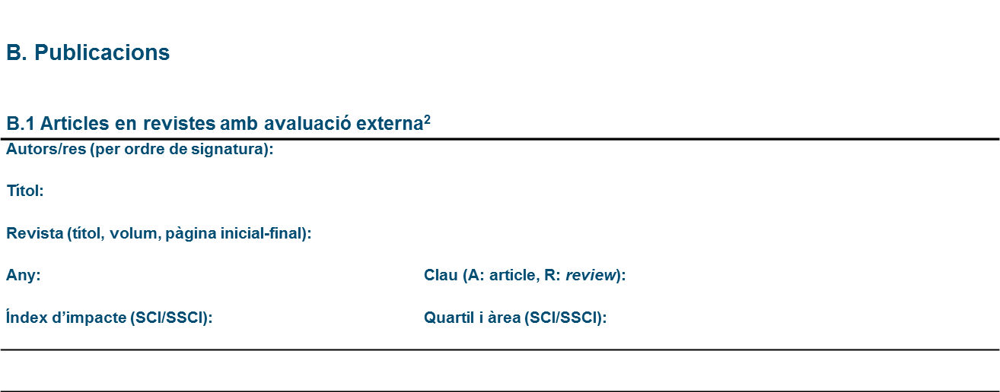 B. Publicacions
B.1 Articles en revistes amb avaluació externa²
Autors/res (per ordre de signatura):
Títol:
Revista (títol, volum, pàgina inicial-final):
Any: Clau (A: article, R: review):
Índex d’impacte (SCI/SSCI): Quartil i àrea (SCI/SSCI):